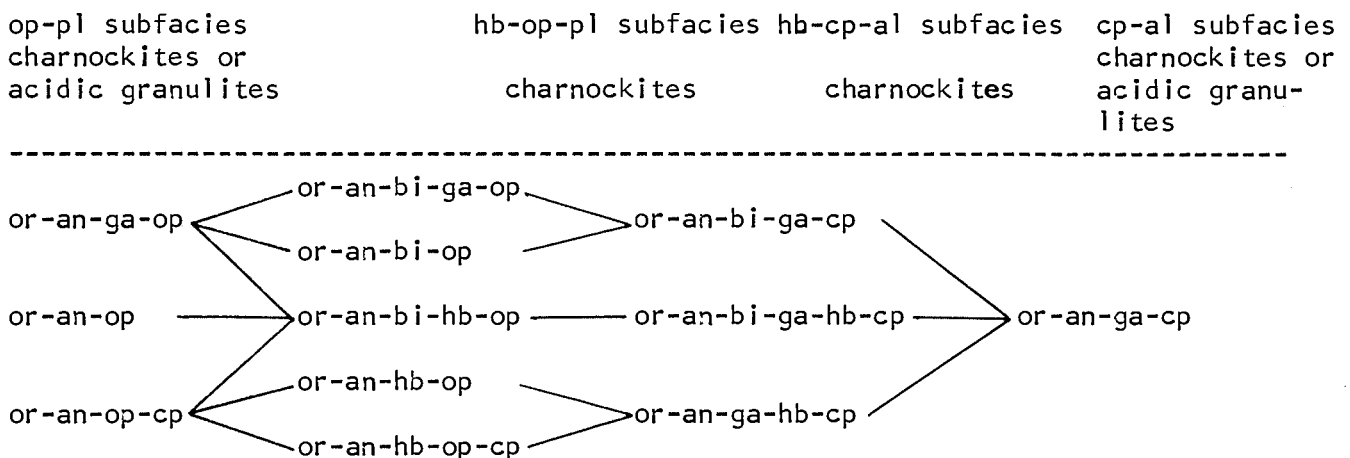 op-pl subfacies hb-op-pl subfacies hb-cp-al subfacies cp-al subfacies
charnockites or charnockites or
acidic granulites charnockites charnockites acidic granu-
lites
or-an-bi-ga-op
or-an-ga-op or-an-bi-ga-cp
or-an-bi-op
or-an-op or-an-bi-hb-op or-an-bi-ga-hb-cp or-an-ga-cp
or-an-hb-op
or-an-op-cp or-an-ga-hb-cp
or-an-hb-op-cp